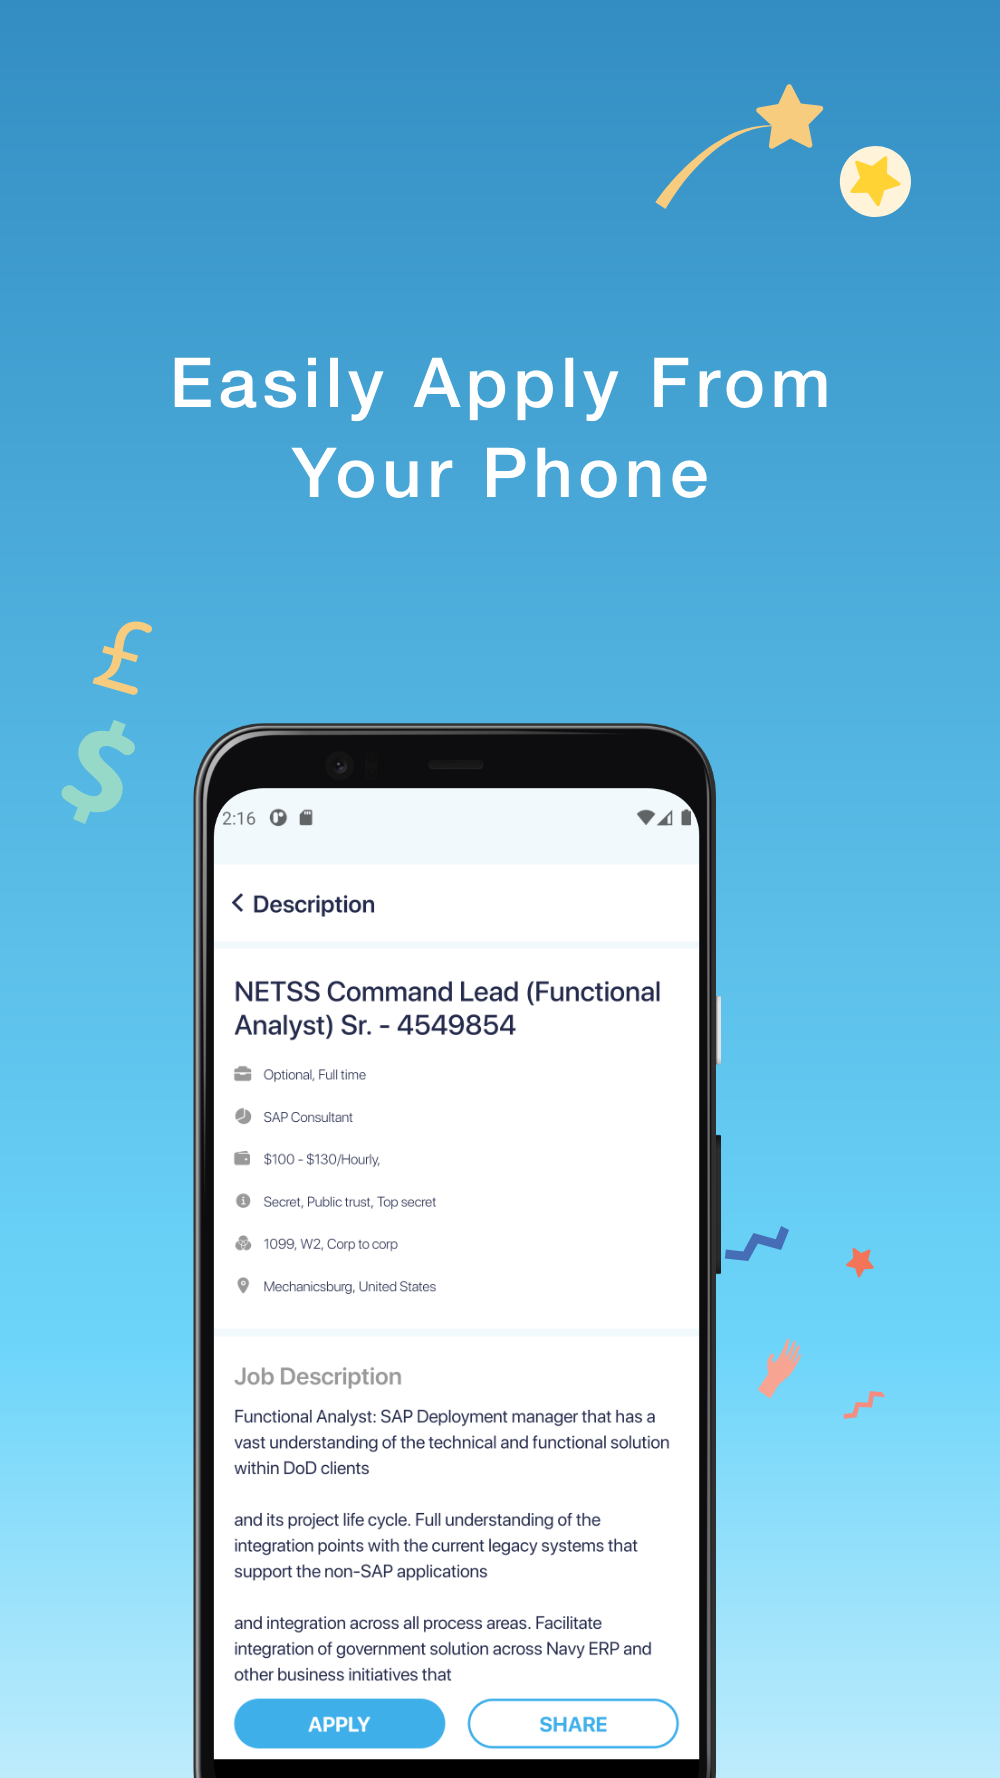 Easily Apply From
Your Phone
£
$
2:16
Description
NETSS Command Lead (Functional
Analyst) Sr. - 4549854
Optional, Full time
SAP Consultant
$100 - $130/Hourly,
Secret, Public trust, Top secret
1099, W2, Corp to corp
Mechanicsburg, United States
Job Description
Functional Analyst: SAP Deployment manager that has a
vast understanding of the technical and functional solution
within DoD clients
and its project life cycle. Full understanding of the
integration points with the current legacy systems that
support the non-SAP applications
and integration across all process areas. Facilitate
integration of government solution across Navy ERP and
other business initiatives that
APPLY SHARE